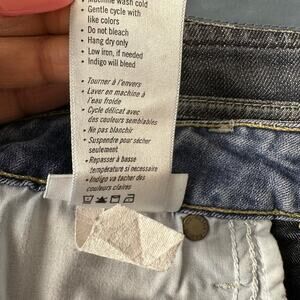 • Machine wash cold
• Gentle cycle with
like colors
• Do not bleach
• Hang dry only
• Low iron, if needed
• Indigo will bleed
• Tourner à l'envers
• Laver en machine à
l'eau froide
• Cycle délicat avec
des couleurs semblables
• Ne pas blanchir
• Suspendre pour sécher
seulement
• Repasser à basse
température si necessaire
• Indigo va tacher des
couleurs claires